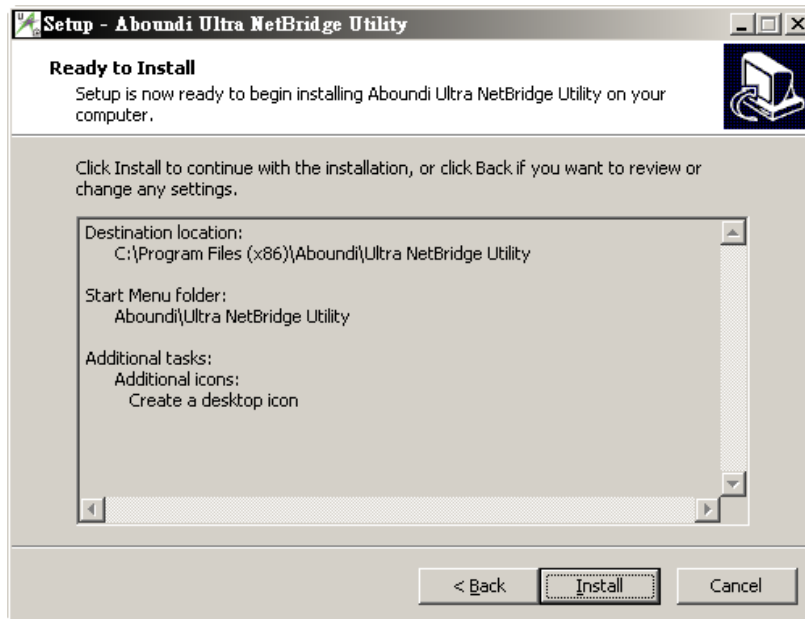 Setup - Aboundi Ultra NetBridge Utility
Ready to Install
Setup is now ready to begin installing Aboundi Ultra NetBridge Utility on your
computer.
Click Install to continue with the installation, or click Back if you want to review or
change any settings.
Destination location:
C:\Program Files (x86)\Aboundi\Ultra NetBridge Utility
Start Menu folder:
Aboundi\Ultra NetBridge Utility
Additional tasks:
Additional icons:
Create a desktop icon
< Back
Install
Cancel